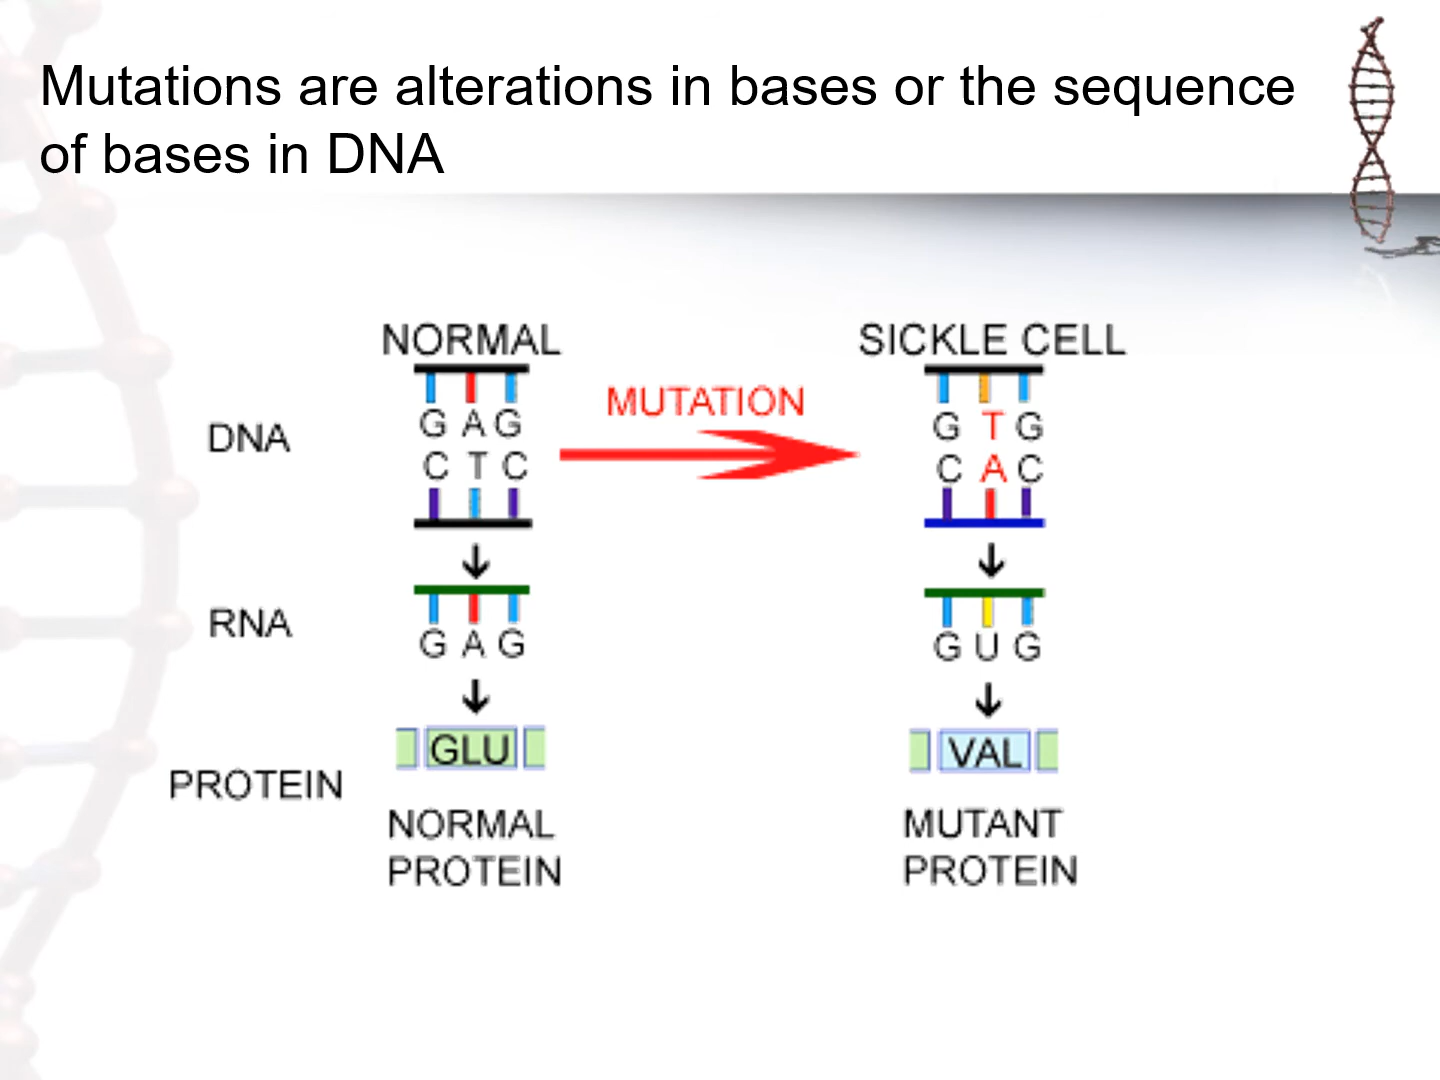 Mutations are alterations in bases or the sequence
of bases in DNA
NORMAL
SICKLE CELL
MUTATION
DNA
G A G
C T C
G T G
C A C
RNA
G A G
G U G
PROTEIN
GLU
VAL
NORMAL
PROTEIN
MUTANT
PROTEIN